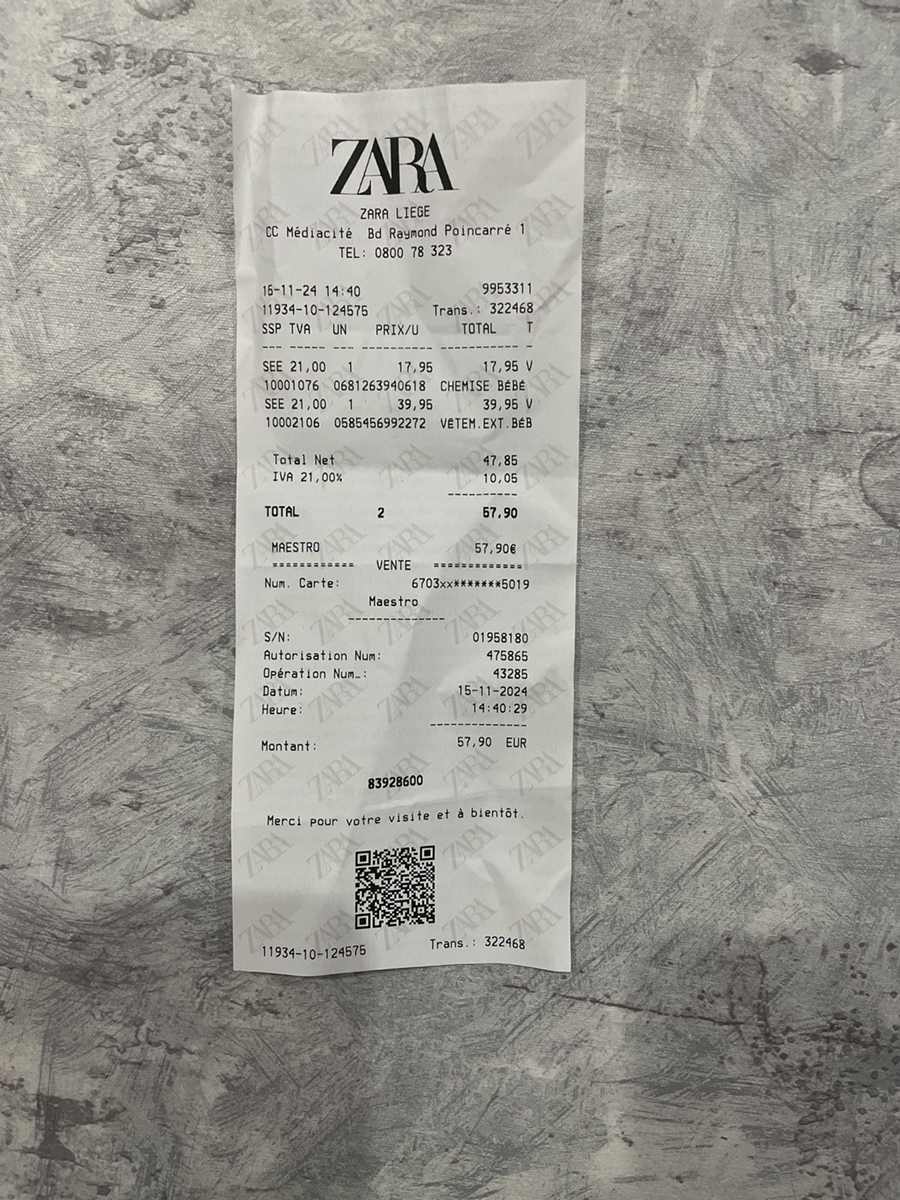 ZARA
ZARA LIEGE
CC Médiacité Bd Raymond Poincarré 1
TEL: 0800 78 323
15-11-24 14:40 9953311
11934-10-124575 Trans.: 322468
SSP TVA UN PRIX/U TOTAL T
--- ------ --- ----------- ------------ --
SEE 21,00 1 17,95 17,95 V
10001076 0681263940618 CHEMISE BÉBÉ
SEE 21,00 1 39,95 39,95 V
10002106 0585456992272 VÊTEM.EXT.BÉB
Total Net 47,85
IVA 21,00% 10,05
----------
TOTAL 2 57,90
MAESTRO 57,90€
============ VENTE =============
Num. Carte: 6703xx*******5019
Maestro
--------------
S/N: 01958180
Autorisation Num: 475865
Opération Num.: 43285
Datum: 15-11-2024
Heure: 14:40:29
--------------
Montant: 57,90 EUR
83928600
Merci pour votre visite et à bientôt.
11934-10-124575 Trans.: 322468